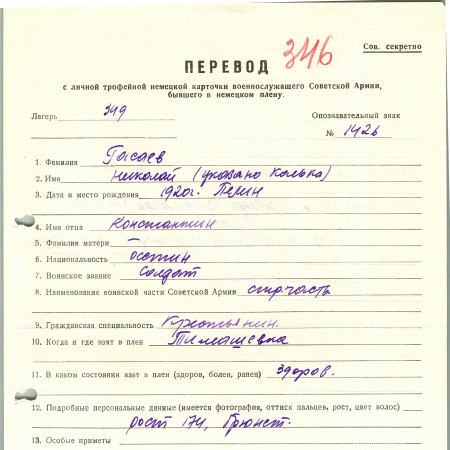 346
Сов. секретно
ПЕРЕВОД
с личной трофейной немецкой карточки военнослужащего Советской Армии,
бывшего в немецком плену.
Лагерь 349
Опознавательный знак
№ 1426
1. Фамилия Гасаев
2. Имя Николай (указано Колька)
3. Дата и место рождения 1920г.
4. Имя отца Константин
5. Фамилия матери –
6. Национальность Осетин
7. Воинское звание Солдат
8. Наименование воинской части Советской Армии стр. часть
9. Гражданская специальность Крестьянин.
10. Когда и где взят в плен Тимашевка
11. В каком состоянии взят в плен (здоров, болен, ранен) Здоров.
12. Подробные персональные данные (имеется фотография, оттиск пальцев, рост, цвет волос)
рост 174, Брюнет.
13. Особые приметы